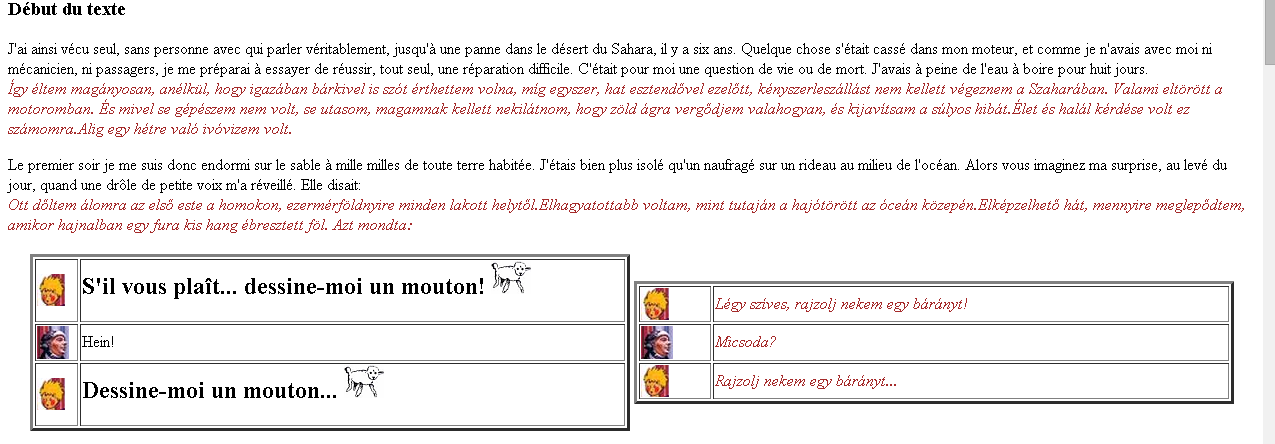 Début du texte
J'ai ainsi vécu seul, sans personne avec qui parler véritablement, jusqu'à une panne dans le désert du Sahara, il y a six ans. Quelque chose s'était cassé dans mon moteur, et comme je n'avais avec moi ni
mécanicien, ni passagers, je me préparai à essayer de réussir, tout seul, une réparation difficile. C'était pour moi une question de vie ou de mort. J'avais à peine de l'eau à boire pour huit jours.
Így éltem magányosan, anélkül, hogy igazában bárkivel is szót érthettem volna, míg egyszer, hat esztendővel ezelőtt, kényszerleszállást nem kellett végeznem a Szaharában. Valami eltörött a
motoromban. És mivel se gépészem nem volt, se utasom, magamnak kellett nekilátnom, hogy zöld ágra vergődjem valahogyan, és kijavítsam a súlyos hibát.Élet és halál kérdése volt ez
számomra.Alig egy hétre való ivóvizem volt.
Le premier soir je me suis donc endormi sur le sable à mille milles de toute terre habitée. J'étais bien plus isolé qu'un naufragé sur un rideau au milieu de l'océan. Alors vous imaginez ma surprise, au levé du
jour, quand une drôle de petite voix m'a réveillé. Elle disait:
Ott dőltem álomra az első este a homokon, ezermérföldnyire minden lakott helytől.Elhagyatottabb voltam, mint tutaján a hajótörött az óceán közepén.Elképzelhető hát, mennyire meglepődtem,
amikor hajnalban egy fura kis hang ébresztett föl. Azt mondta:
S'il vous plaît... dessine-moi un mouton!
Hein!
Dessine-moi un mouton...
Légy szíves, rajzolj nekem egy bárányt!
Micsoda?
Rajzolj nekem egy bárányt...